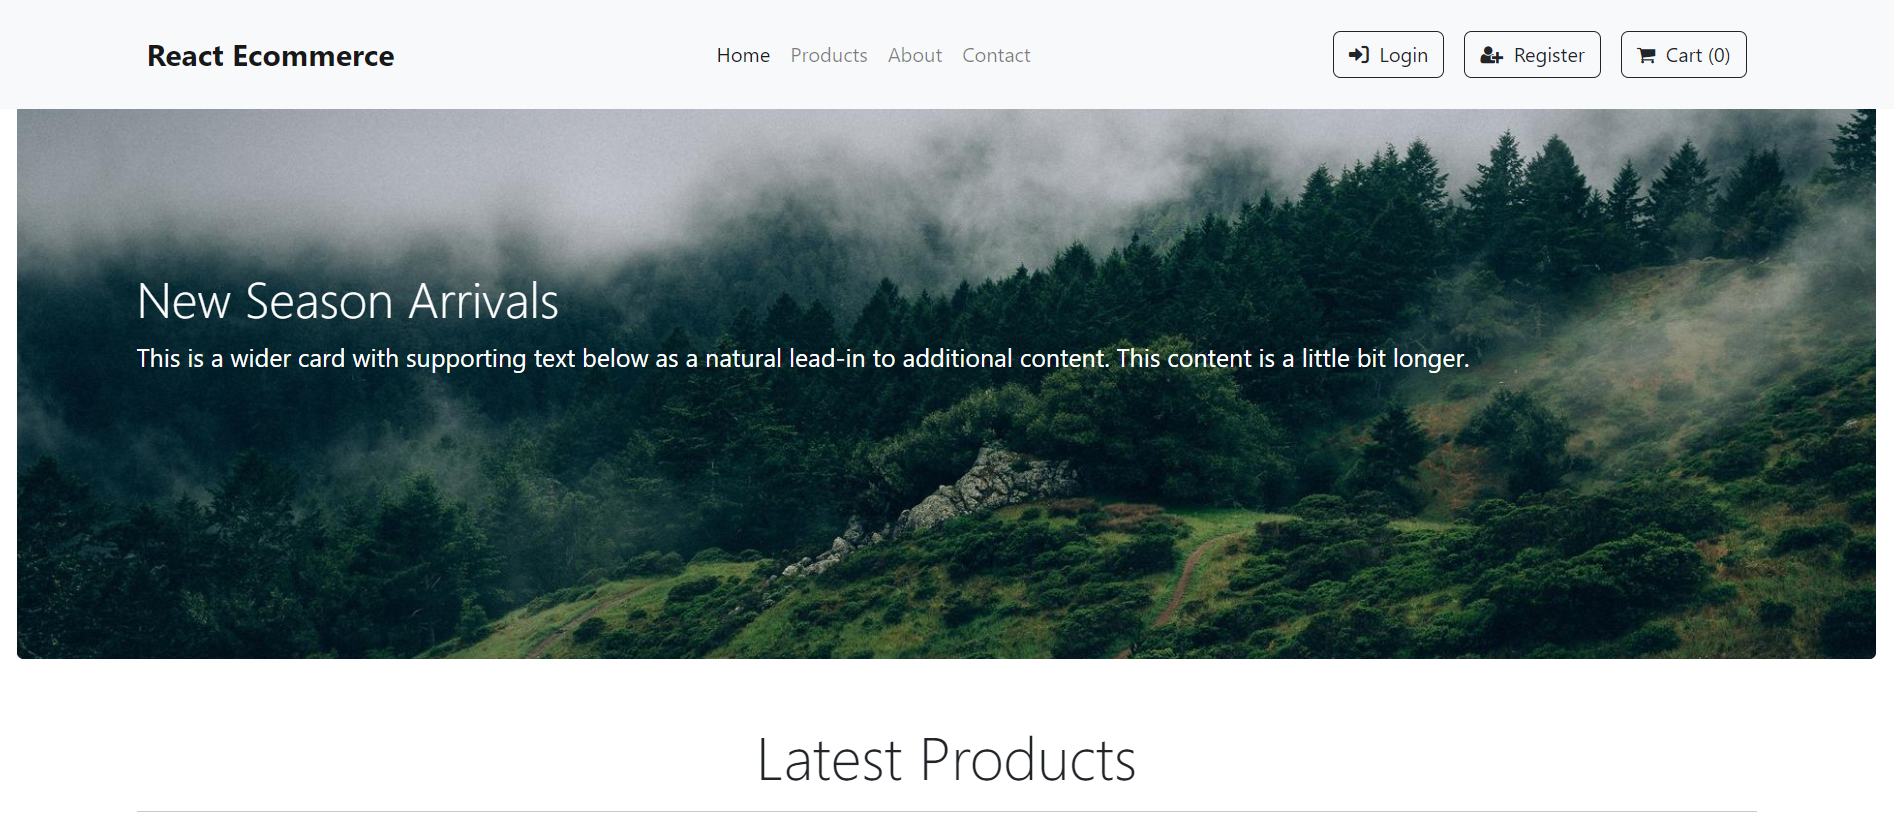 React Ecommerce
Home Products About Contact
Login Register Cart (0)
New Season Arrivals
This is a wider card with supporting text below as a natural lead-in to additional content. This content is a little bit longer.
Latest Products